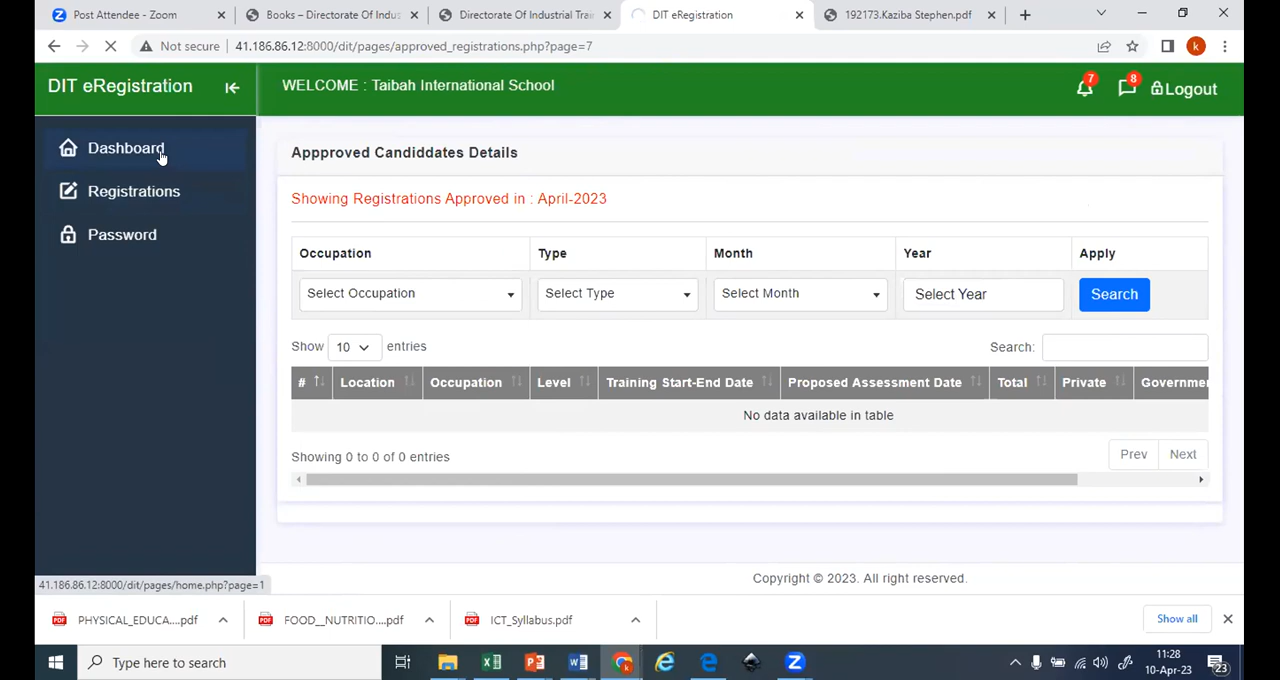 Post Attendee - Zoom
Books – Directorate Of Indus
Directorate Of Industrial Train
DIT eRegistration
192173.Kaziba Stephen.pdf
Not secure
41.186.86.12:8000/dit/pages/approved_registrations.php?page=7
k
DIT eRegistration
WELCOME : Taibah International School
7
8
Logout
Dashboard
Registrations
Password
Appproved Candiddates Details
Showing Registrations Approved in : April-2023
Occupation Type Month Year Apply
Select Occupation Select Type Select Month Select Year Search
Show 10 entries
Search:
# Location Occupation Level Training Start-End Date Proposed Assessment Date Total Private Governme
No data available in table
Showing 0 to 0 of 0 entries
Prev Next
Copyright © 2023. All right reserved.
41.186.86.12:8000/dit/pages/home.php?page=1
PHYSICAL_EDUCA....pdf
FOOD__NUTRITIO....pdf
ICT_Syllabus.pdf
Show all
Type here to search
11:28
10-Apr-23
23